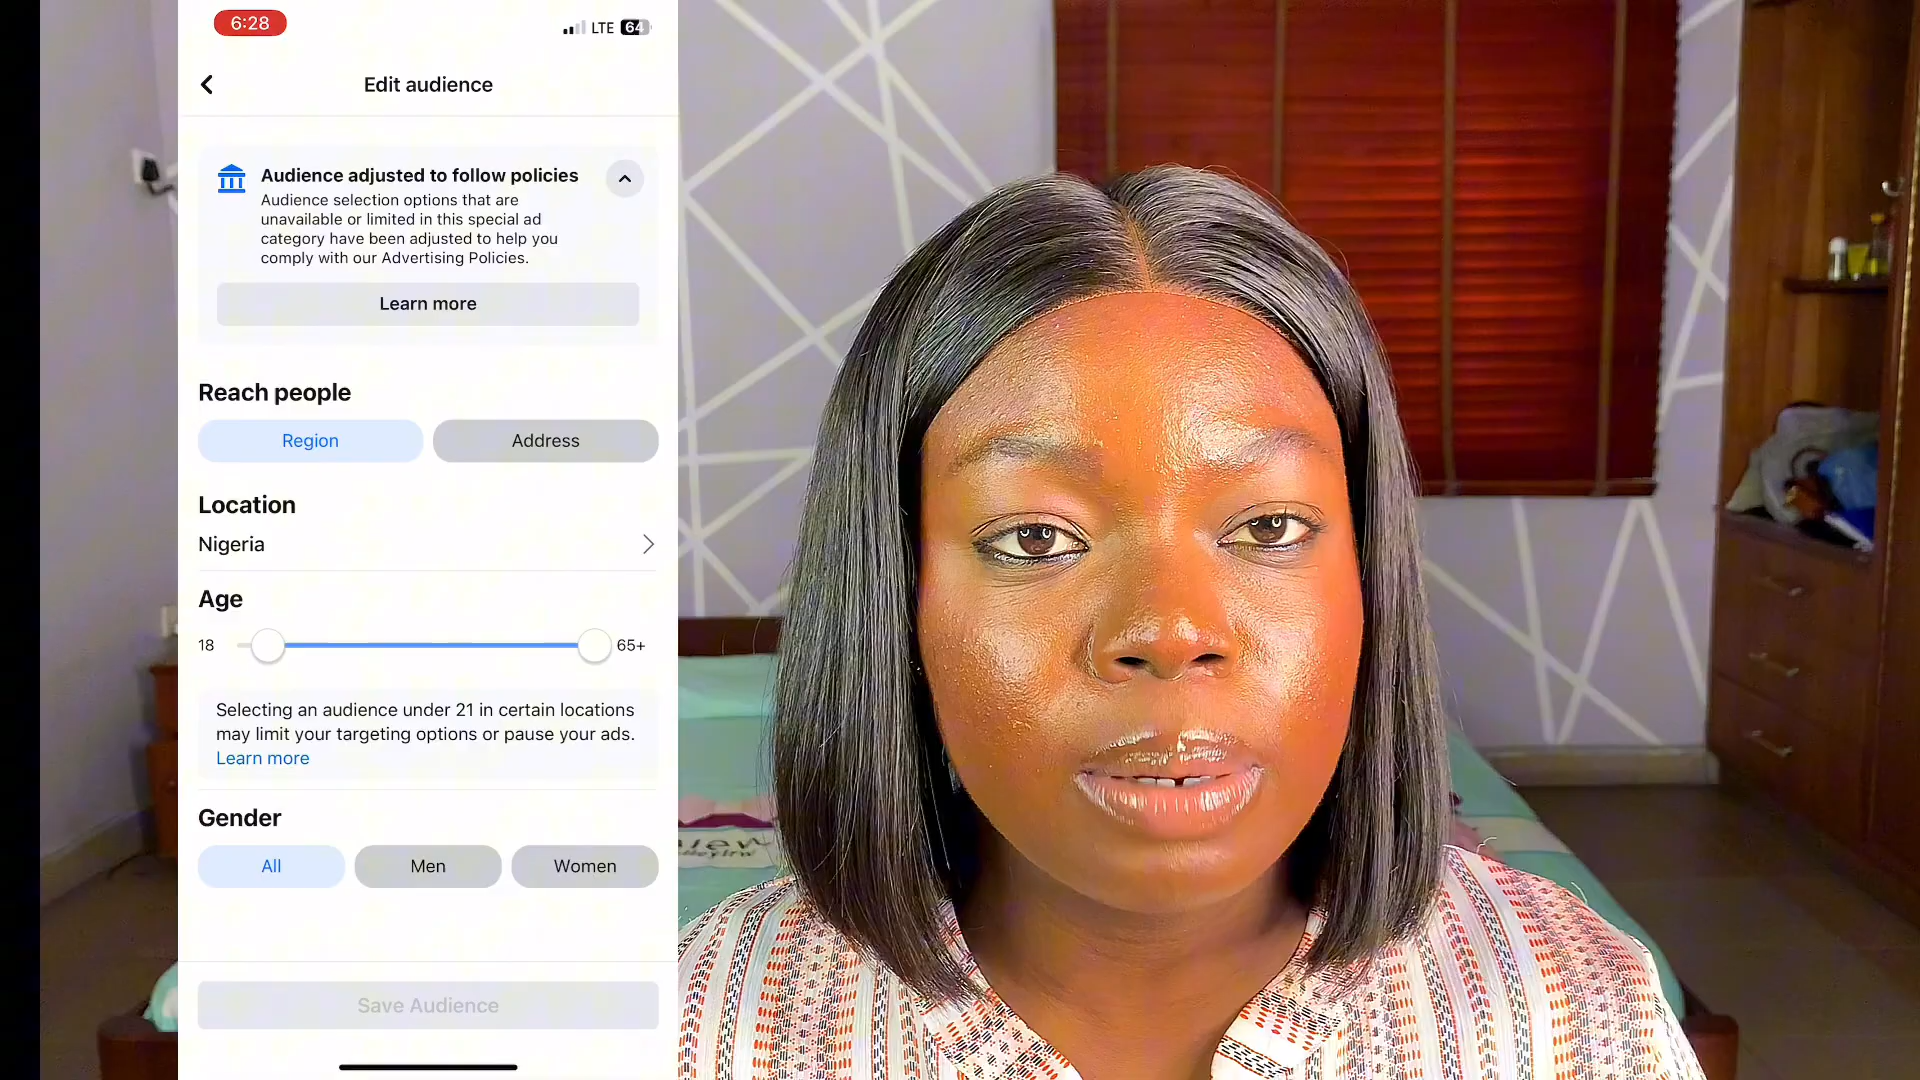 6:28
LTE 64
Edit audience
Audience adjusted to follow policies
Audience selection options that are
unavailable or limited in this special ad
category have been adjusted to help you
comply with our Advertising Policies.
Learn more
Reach people
Region Address
Location
Nigeria
Age
18 65+
Selecting an audience under 21 in certain locations
may limit your targeting options or pause your ads.
Learn more
Gender
All Men Women
Save Audience